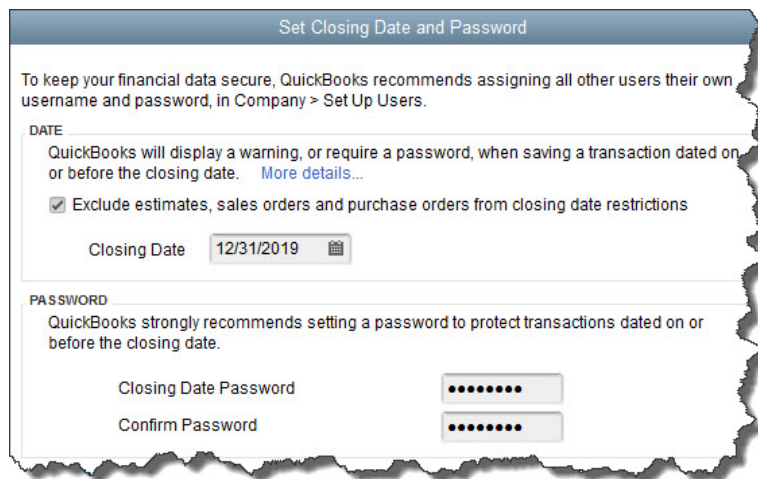 Set Closing Date and Password
To keep your financial data secure, QuickBooks recommends assigning all other users their own
username and password, in Company > Set Up Users.
DATE
QuickBooks will display a warning, or require a password, when saving a transaction dated on
or before the closing date. More details...
Exclude estimates, sales orders and purchase orders from closing date restrictions
Closing Date 12/31/2019
PASSWORD
QuickBooks strongly recommends setting a password to protect transactions dated on or
before the closing date.
Closing Date Password ••••••••
Confirm Password ••••••••